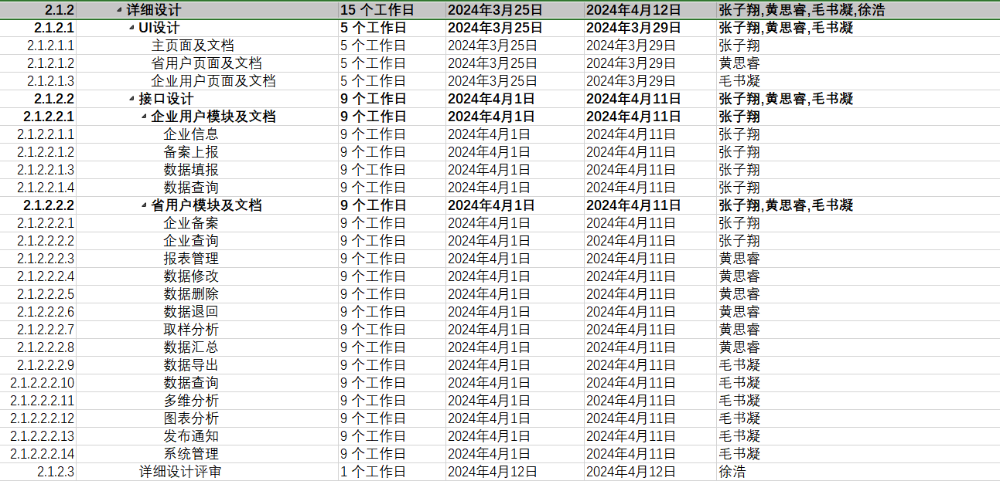 2.1.2 详细设计 15 个工作日 2024年3月25日 2024年4月12日 张子翔,黄思睿,毛书凝,徐浩
2.1.2.1 UI设计 5 个工作日 2024年3月25日 2024年3月29日 张子翔,黄思睿,毛书凝
2.1.2.1.1 主页面及文档 5 个工作日 2024年3月25日 2024年3月29日 张子翔
2.1.2.1.2 省用户页面及文档 5 个工作日 2024年3月25日 2024年3月29日 黄思睿
2.1.2.1.3 企业用户页面及文档 5 个工作日 2024年3月25日 2024年3月29日 毛书凝
2.1.2.2 接口设计 9 个工作日 2024年4月1日 2024年4月11日 张子翔,黄思睿,毛书凝
2.1.2.2.1 企业用户模块及文档 9 个工作日 2024年4月1日 2024年4月11日 张子翔
2.1.2.2.1.1 企业信息 9 个工作日 2024年4月1日 2024年4月11日 张子翔
2.1.2.2.1.2 备案上报 9 个工作日 2024年4月1日 2024年4月11日 张子翔
2.1.2.2.1.3 数据填报 9 个工作日 2024年4月1日 2024年4月11日 张子翔
2.1.2.2.1.4 数据查询 9 个工作日 2024年4月1日 2024年4月11日 张子翔
2.1.2.2.2 省用户模块及文档 9 个工作日 2024年4月1日 2024年4月11日 张子翔,黄思睿,毛书凝
2.1.2.2.2.1 企业备案 9 个工作日 2024年4月1日 2024年4月11日 张子翔
2.1.2.2.2.2 企业查询 9 个工作日 2024年4月1日 2024年4月11日 张子翔
2.1.2.2.2.3 报表管理 9 个工作日 2024年4月1日 2024年4月11日 黄思睿
2.1.2.2.2.4 数据修改 9 个工作日 2024年4月1日 2024年4月11日 黄思睿
2.1.2.2.2.5 数据删除 9 个工作日 2024年4月1日 2024年4月11日 黄思睿
2.1.2.2.2.6 数据退回 9 个工作日 2024年4月1日 2024年4月11日 黄思睿
2.1.2.2.2.7 取样分析 9 个工作日 2024年4月1日 2024年4月11日 黄思睿
2.1.2.2.2.8 数据汇总 9 个工作日 2024年4月1日 2024年4月11日 黄思睿
2.1.2.2.2.9 数据导出 9 个工作日 2024年4月1日 2024年4月11日 毛书凝
2.1.2.2.2.10 数据查询 9 个工作日 2024年4月1日 2024年4月11日 毛书凝
2.1.2.2.2.11 多维分析 9 个工作日 2024年4月1日 2024年4月11日 毛书凝
2.1.2.2.2.12 图表分析 9 个工作日 2024年4月1日 2024年4月11日 毛书凝
2.1.2.2.2.13 发布通知 9 个工作日 2024年4月1日 2024年4月11日 毛书凝
2.1.2.2.2.14 系统管理 9 个工作日 2024年4月1日 2024年4月11日 毛书凝
2.1.2.3 详细设计评审 1 个工作日 2024年4月12日 2024年4月12日 徐浩